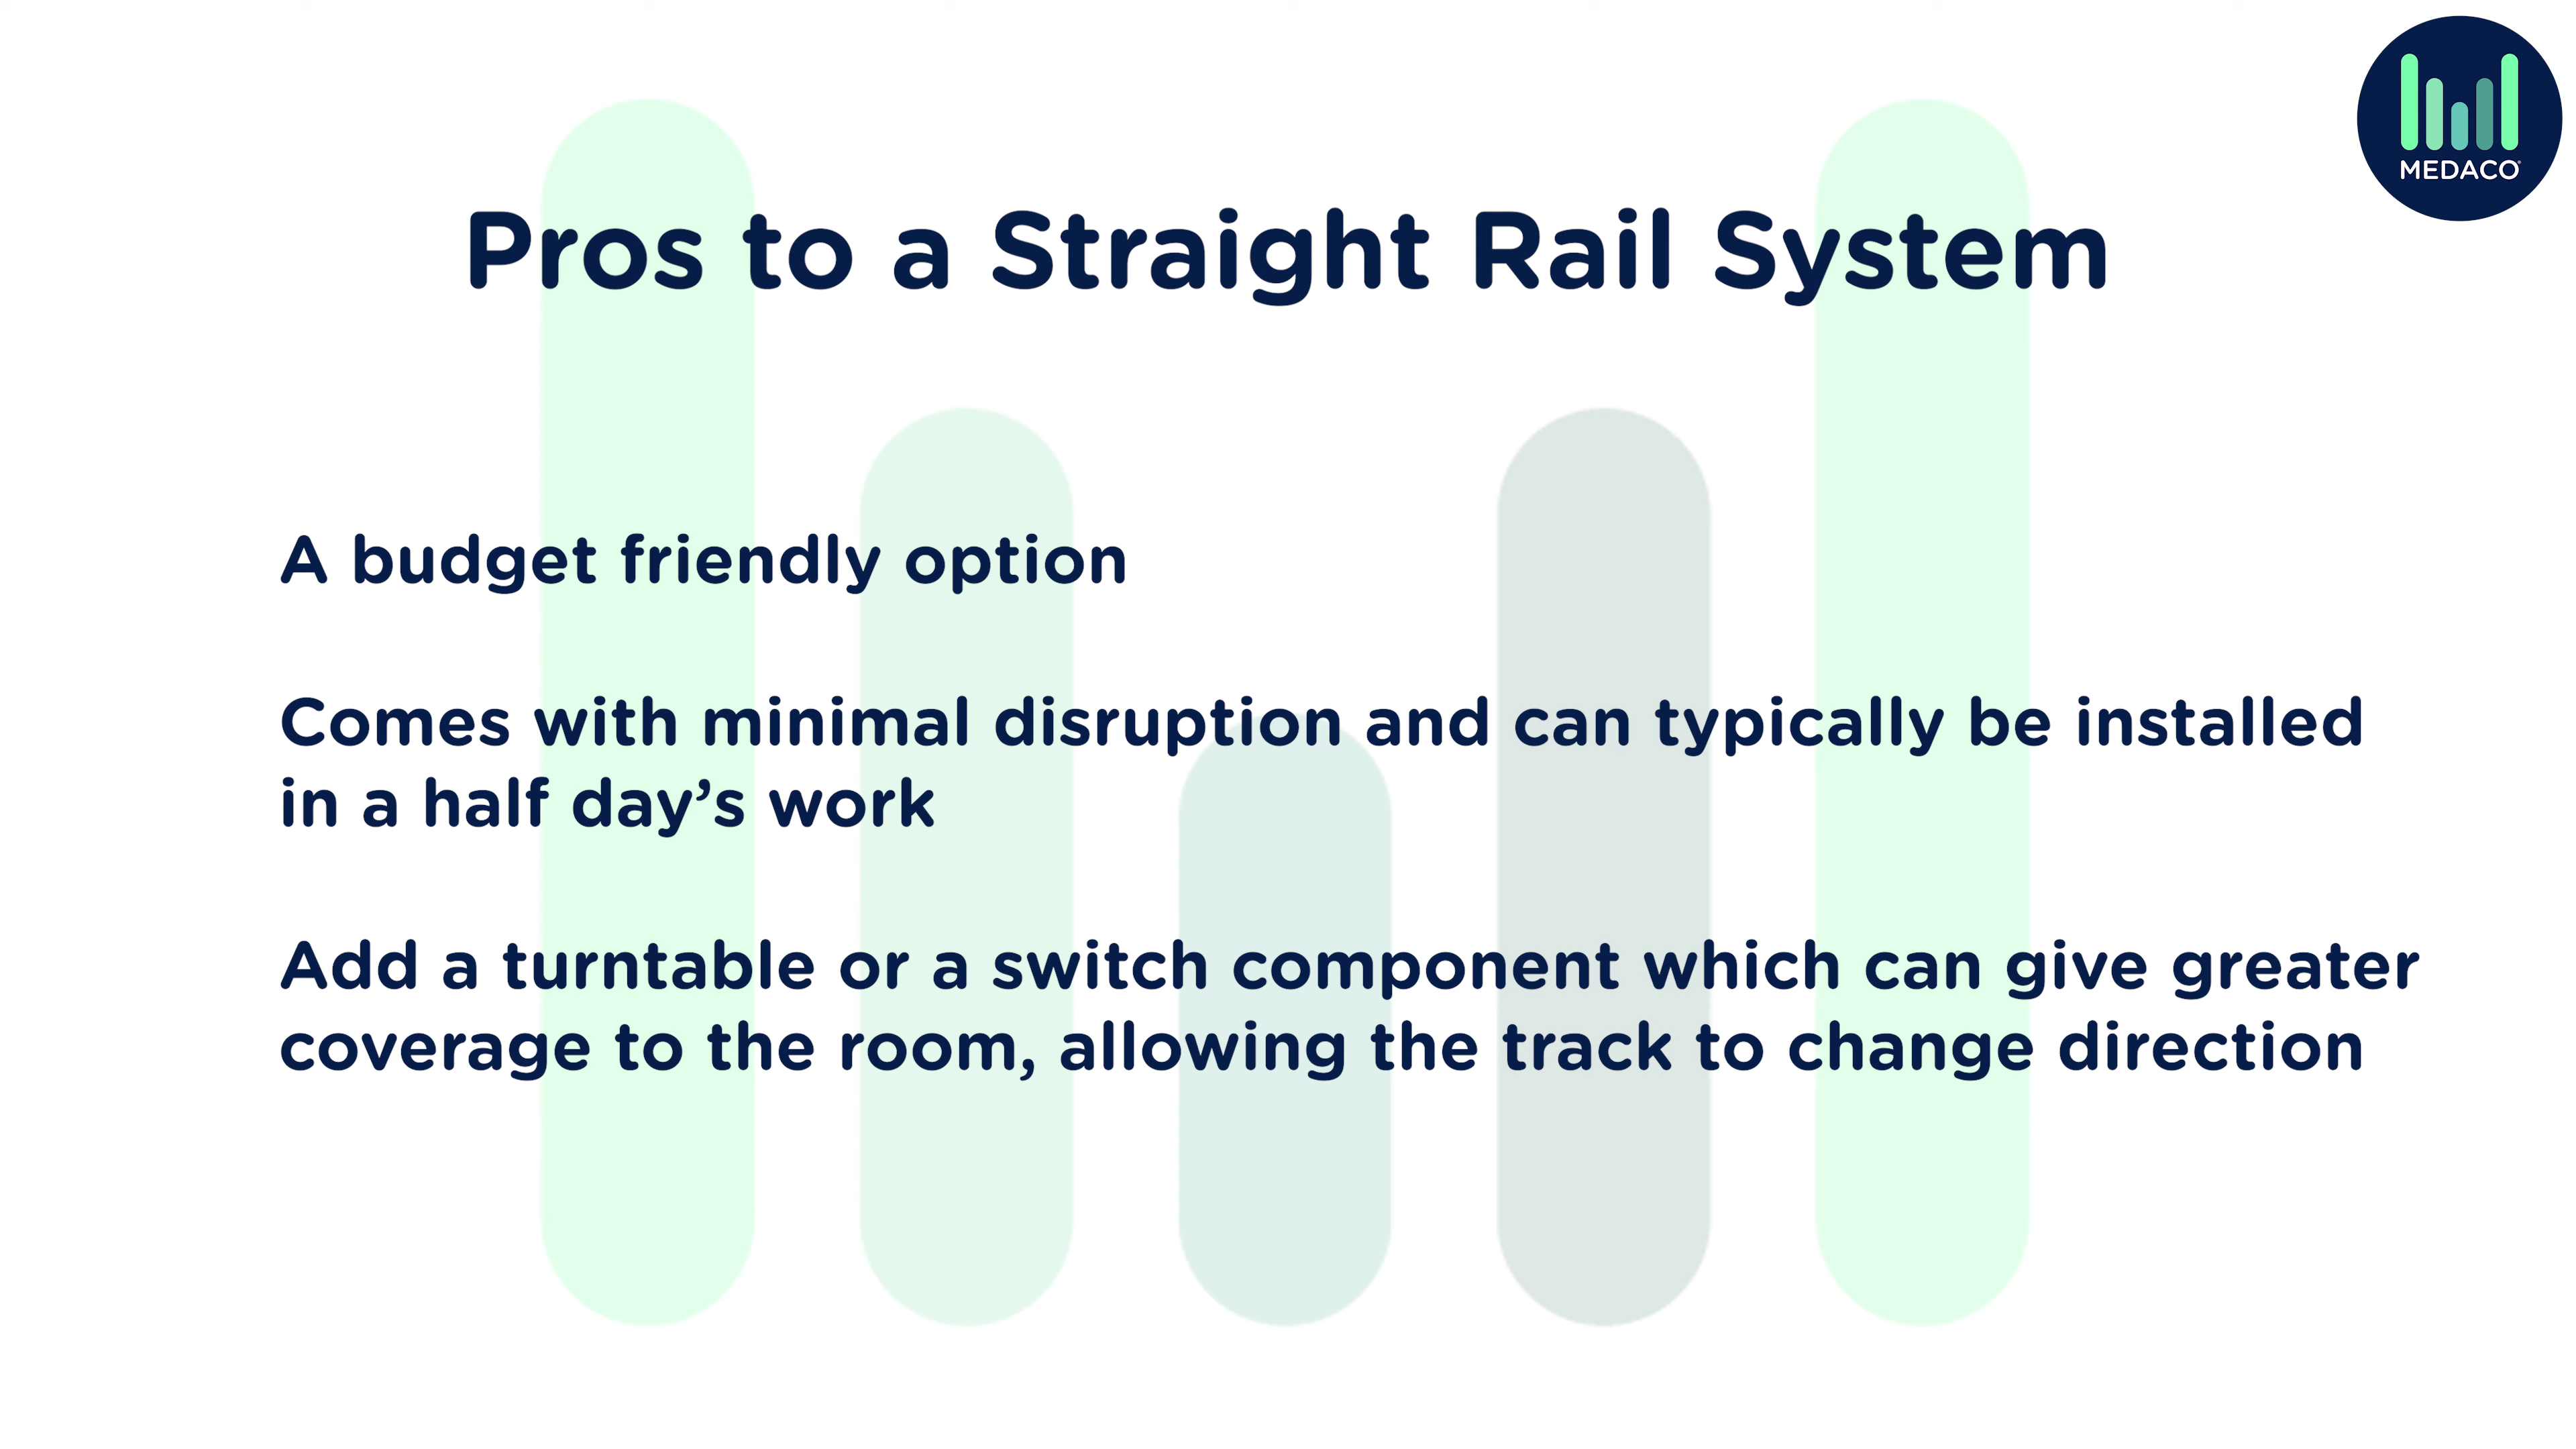 MEDACO
Pros to a Straight Rail System
A budget friendly option
Comes with minimal disruption and can typically be installed
in a half day’s work
Add a turntable or a switch component which can give greater
coverage to the room, allowing the track to change direction